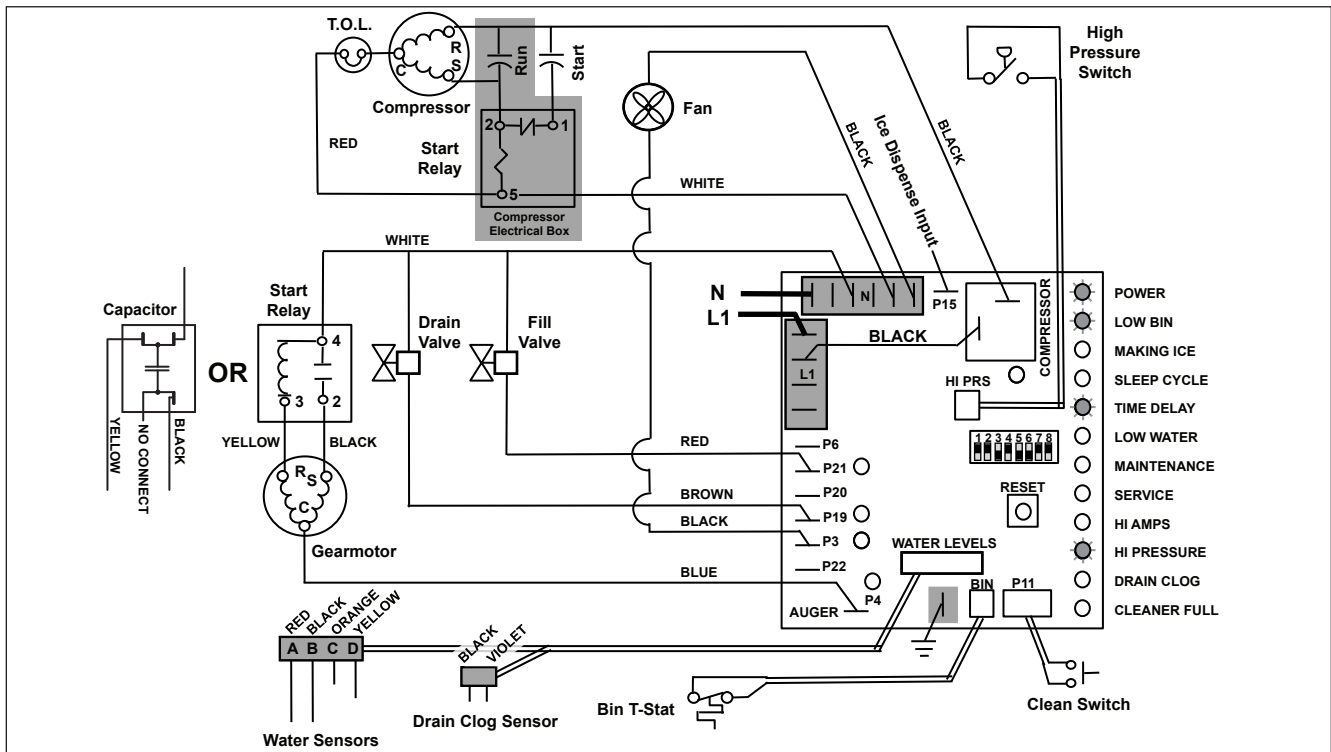 T.O.L.
R
S
C
Compressor
Run
Start
RED
2
1
Start
Relay
5
Compressor
Electrical Box
Fan
BLACK
Ice Dispense Input
BLACK
High
Pressure
Switch
WHITE
WHITE
Capacitor
YELLOW
NO CONNECT
BLACK
OR
Start
Relay
4
3
2
YELLOW
BLACK
R
S
C
Gearmotor
Drain
Valve
Fill
Valve
N
L1
N
P15
BLACK
L1
COMPRESSOR
HI PRS
RED
BROWN
BLACK
BLUE
P6
P21
P20
P19
P3
P22
P4
AUGER
1 2 3 4 5 6 7 8
RESET
WATER LEVELS
BIN
P11
POWER
LOW BIN
MAKING ICE
SLEEP CYCLE
TIME DELAY
LOW WATER
MAINTENANCE
SERVICE
HI AMPS
HI PRESSURE
DRAIN CLOG
CLEANER FULL
RED
BLACK
ORANGE
YELLOW
A B C D
Water Sensors
BLACK
VIOLET
Drain Clog Sensor
Bin T-Stat
Clean Switch